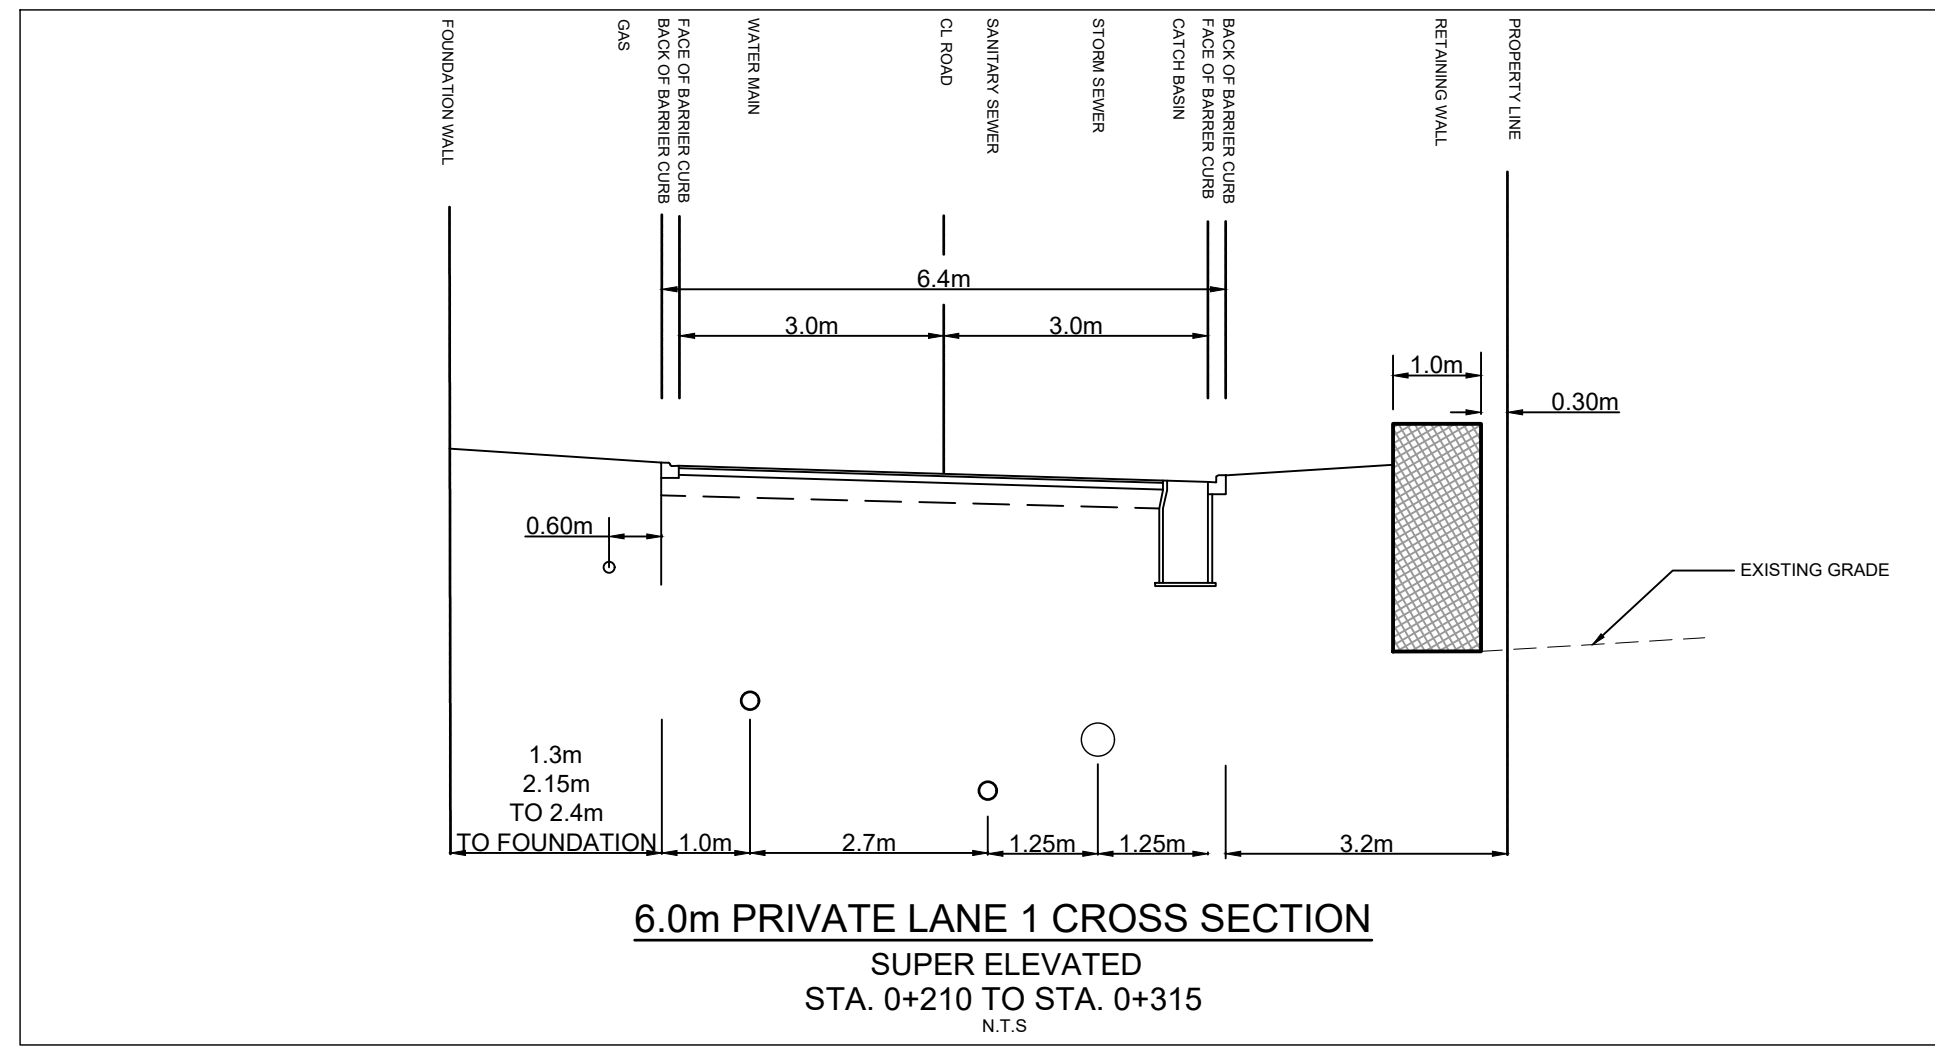 FOUNDATION WALL
GAS
BACK OF BARRIER CURB
FACE OF BARRIER CURB
WATER MAIN
CL ROAD
SANITARY SEWER
STORM SEWER
CATCH BASIN
FACE OF BARRER CURB
BACK OF BARRIER CURB
RETAINING WALL
PROPERTY LINE
6.4m
3.0m
3.0m
1.0m
0.30m
0.60m
EXISTING GRADE
1.3m
2.15m
TO 2.4m
TO FOUNDATION
1.0m
2.7m
1.25m
1.25m
3.2m
6.0m PRIVATE LANE 1 CROSS SECTION
SUPER ELEVATED
STA. 0+210 TO STA. 0+315
N.T.S